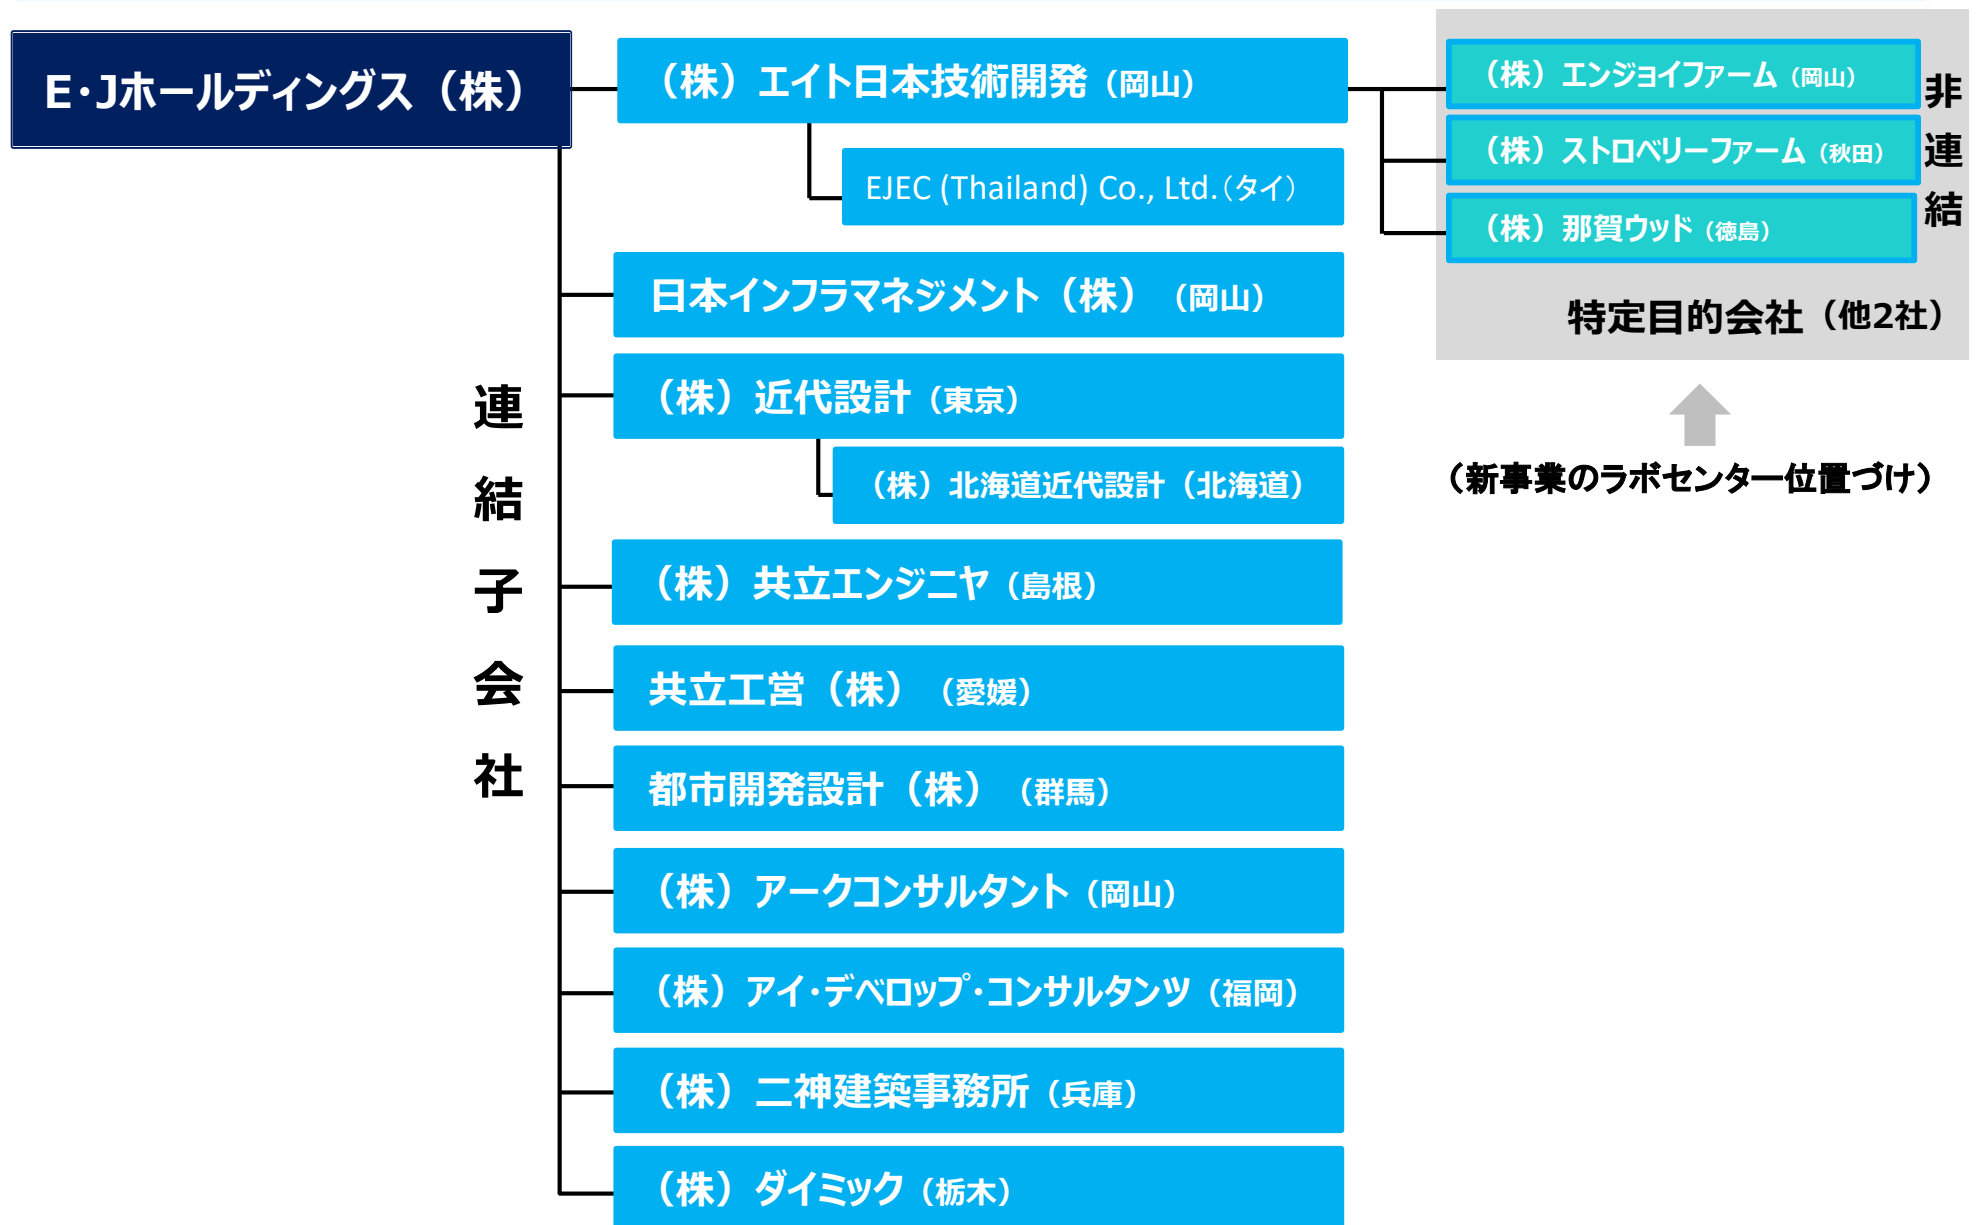 E・Jホールディングス（株）
（株）エイト日本技術開発（岡山）
EJEC (Thailand) Co., Ltd.（タイ）
日本インフラマネジメント（株）（岡山）
（株）近代設計（東京）
（株）北海道近代設計（北海道）
（株）共立エンジニヤ（島根）
共立工営（株）（愛媛）
都市開発設計（株）（群馬）
（株）アークコンサルタント（岡山）
（株）アイ・デベロップ・コンサルタンツ（福岡）
（株）二神建築事務所（兵庫）
（株）ダイミック（栃木）
連結子会社
（株）エンジョイファーム（岡山）
（株）ストロベリーファーム（秋田）
（株）那賀ウッド（徳島）
非連結
特定目的会社（他2社）
（新事業のラボセンター位置づけ）